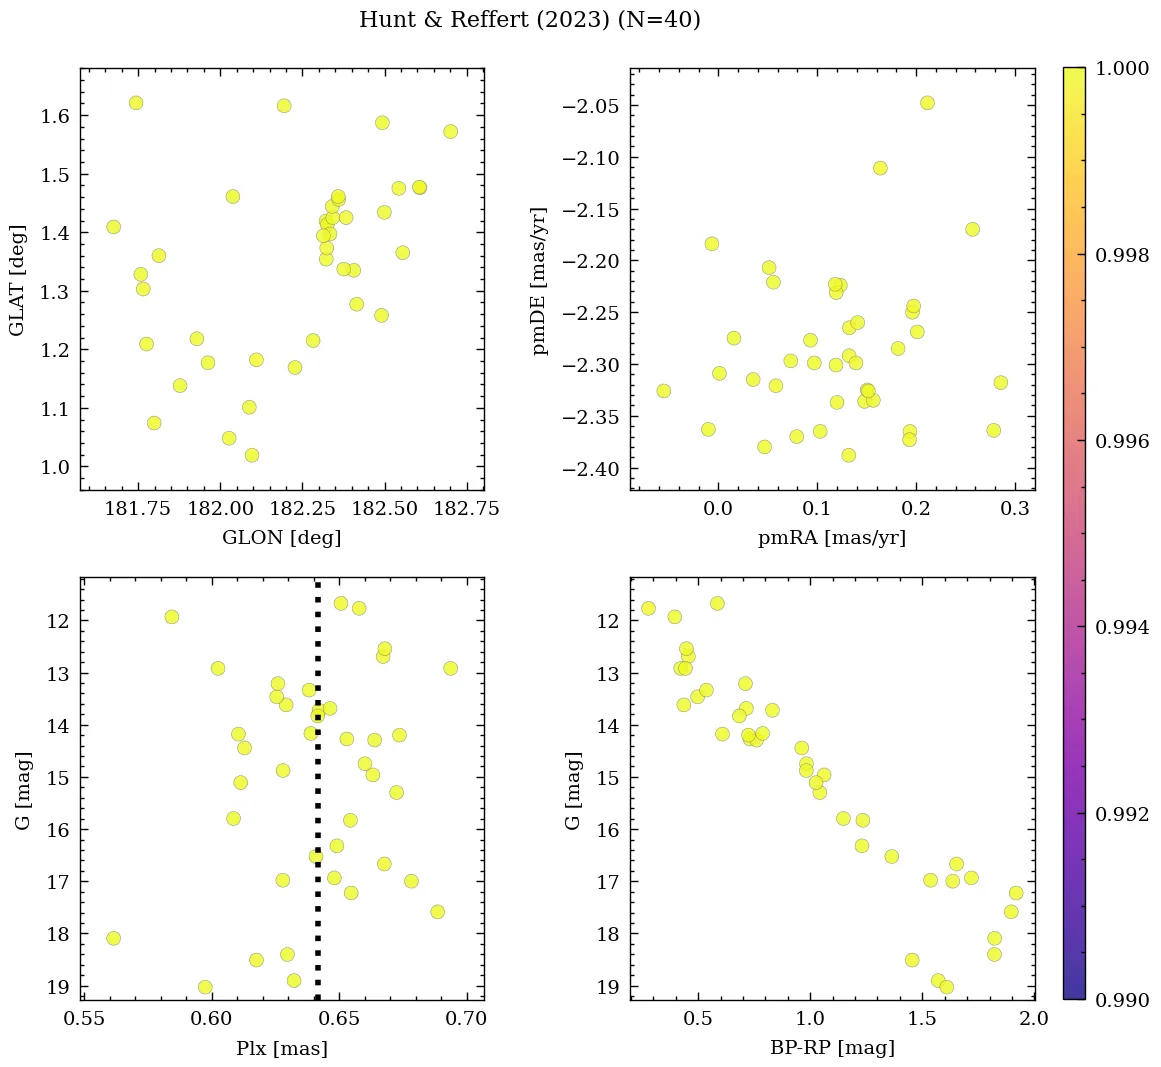 Hunt & Reffert (2023) (N=40)
1.6
1.5
1.4
1.3
1.2
1.1
1.0
GLAT [deg]
181.75 182.00 182.25 182.50 182.75
GLON [deg]
−2.05
−2.10
−2.15
−2.20
−2.25
−2.30
−2.35
−2.40
pmDE [mas/yr]
0.0 0.1 0.2 0.3
pmRA [mas/yr]
12
13
14
15
16
17
18
19
G [mag]
0.55 0.60 0.65 0.70
Plx [mas]
12
13
14
15
16
17
18
19
G [mag]
0.5 1.0 1.5 2.0
BP-RP [mag]
1.000
0.998
0.996
0.994
0.992
0.990